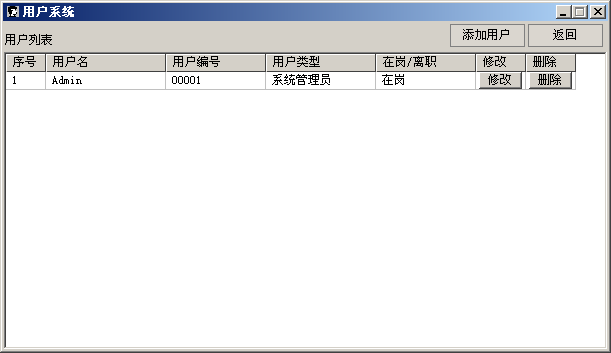 用户系统
添加用户 返回
用户列表
序号 用户名 用户编号 用户类型 在岗/离职 修改 删除
1 Admin 00001 系统管理员 在岗 修改 删除